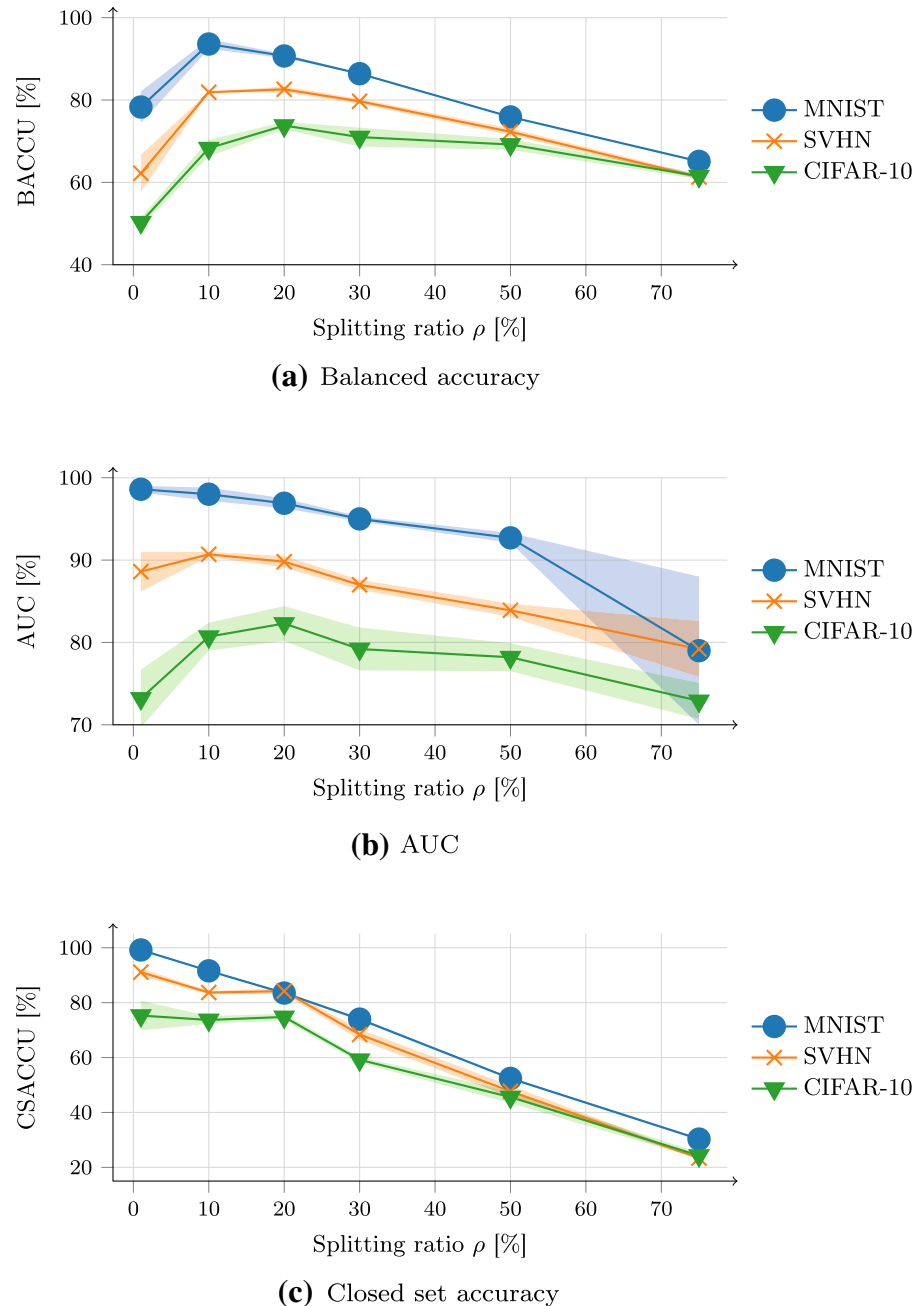 100
80
60
40
BACCU [%]
0 10 20 30 40 50 60 70
Splitting ratio ρ [%]
MNIST
SVHN
CIFAR-10
(a) Balanced accuracy
100
90
80
70
AUC [%]
0 10 20 30 40 50 60 70
Splitting ratio ρ [%]
MNIST
SVHN
CIFAR-10
(b) AUC
100
80
60
40
20
CSACCU [%]
0 10 20 30 40 50 60 70
Splitting ratio ρ [%]
MNIST
SVHN
CIFAR-10
(c) Closed set accuracy